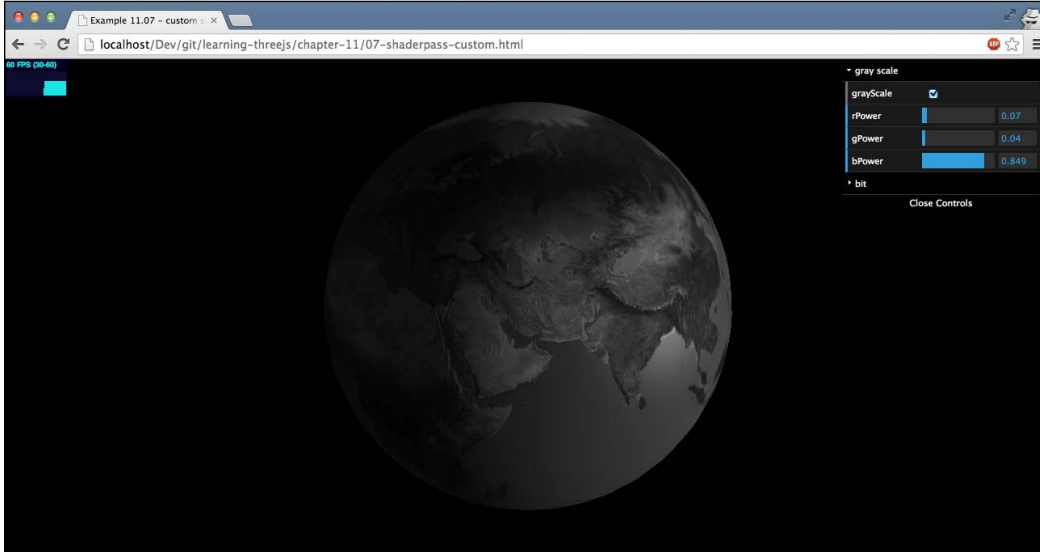 Example 11.07 - custom s
localhost/Dev/git/learning-threejs/chapter-11/07-shaderpass-custom.html
ABP
60 FPS (30-60)
gray scale
grayScale
rPower 0.07
gPower 0.04
bPower 0.849
bit
Close Controls